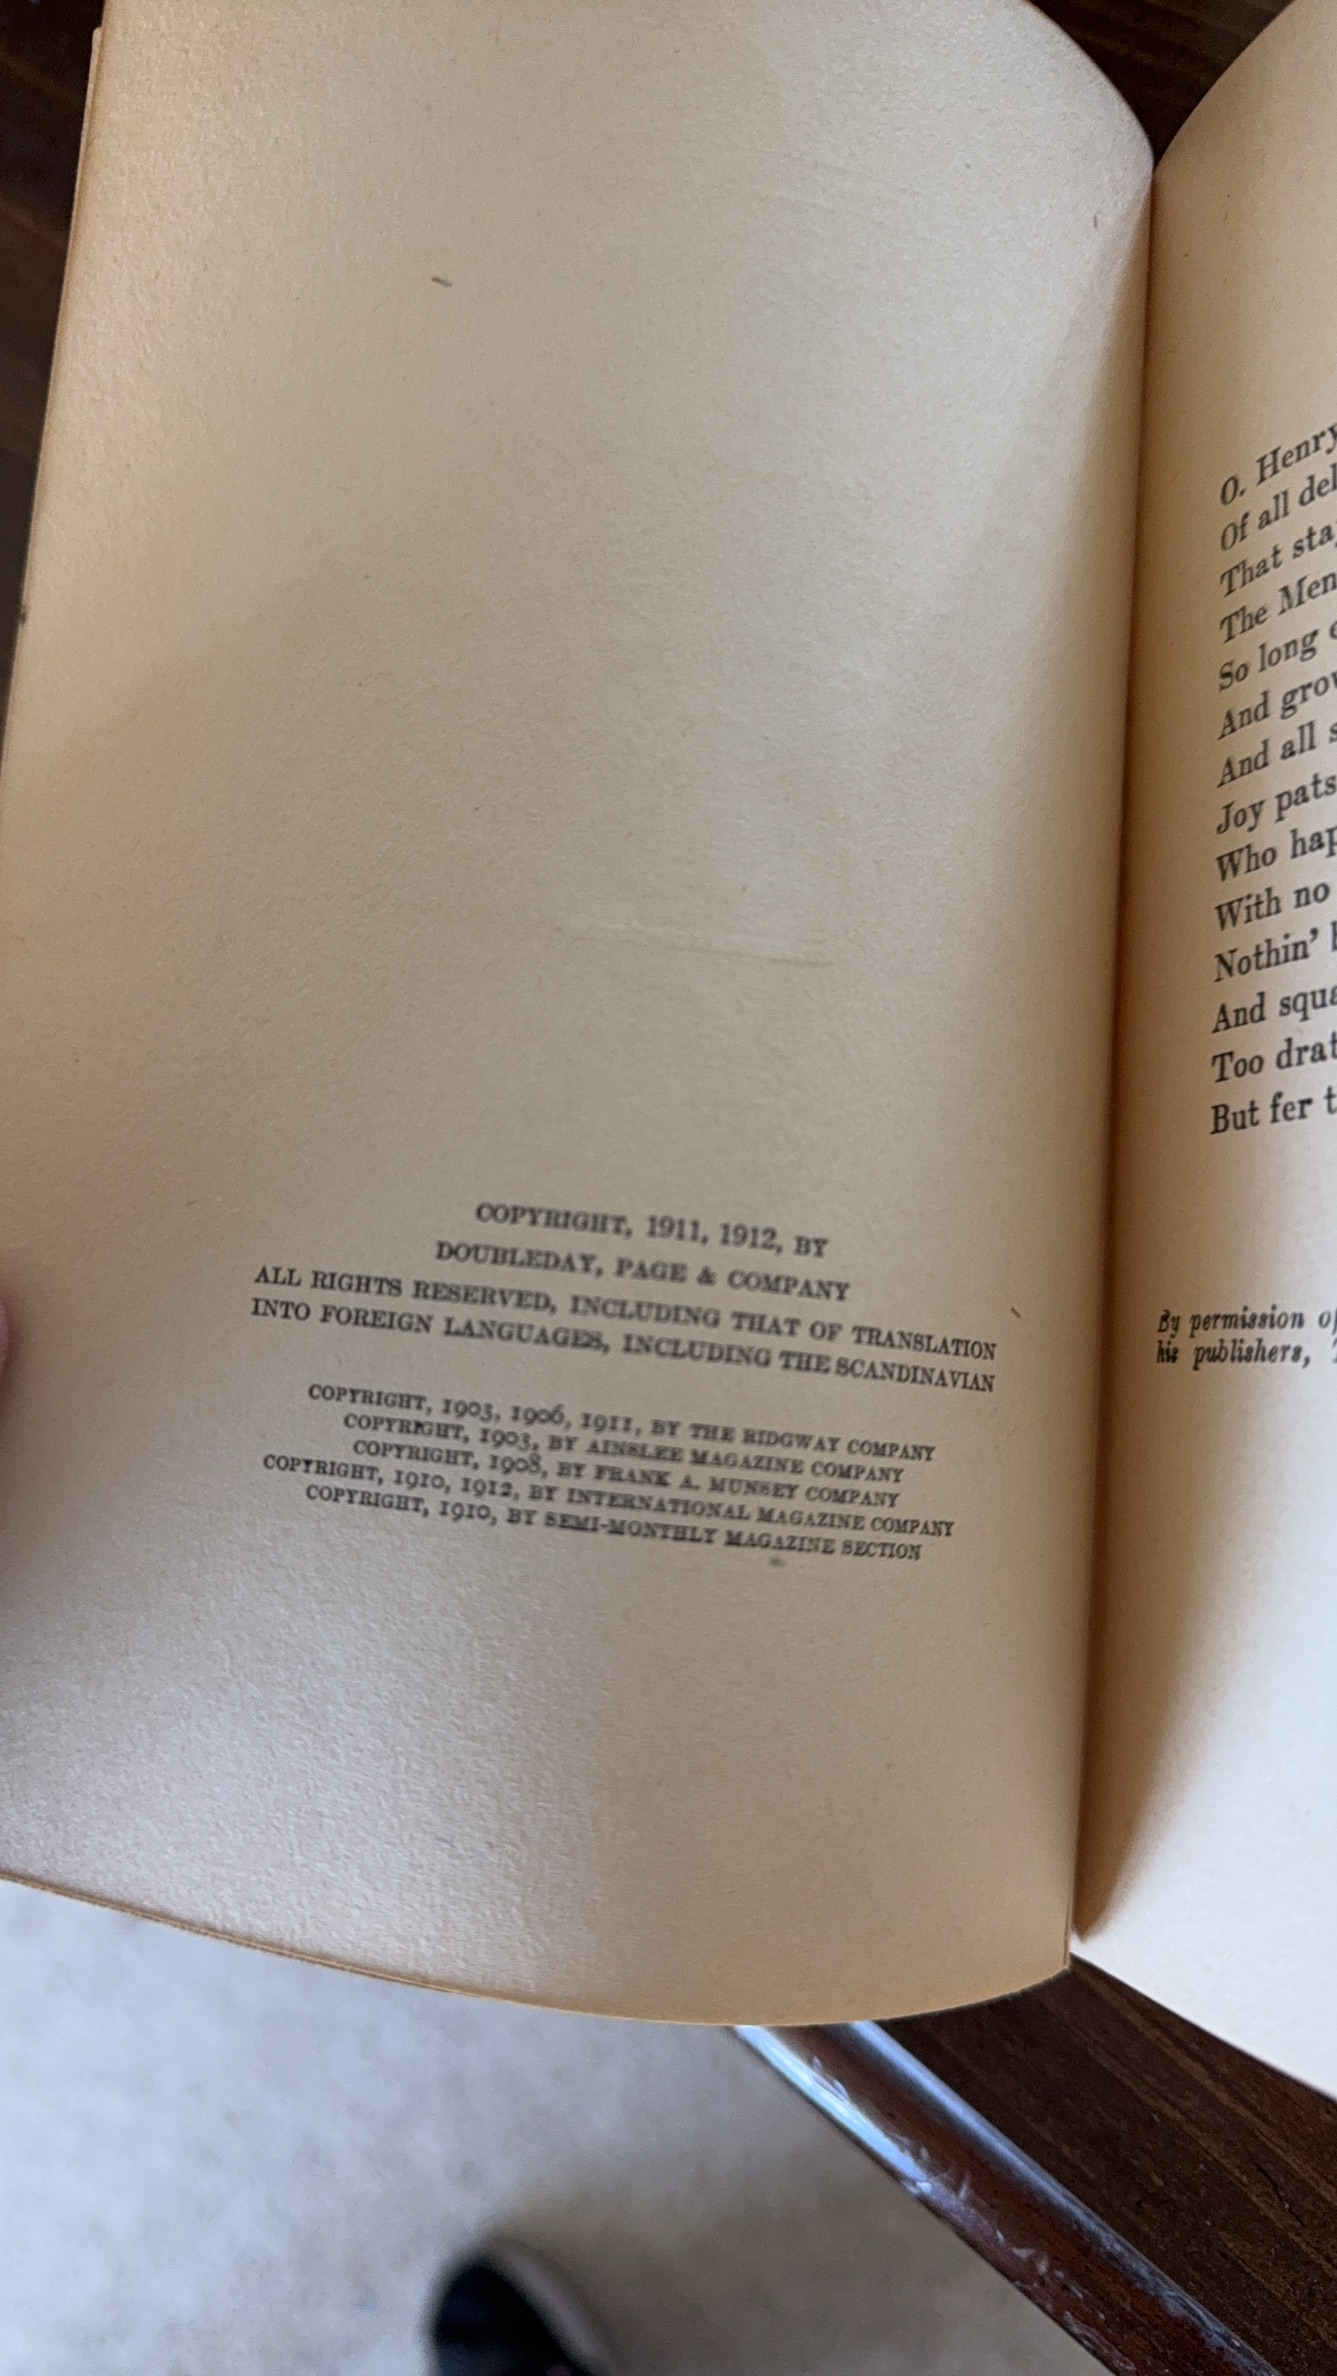 COPYRIGHT, 1911, 1912, BY
DOUBLEDAY, PAGE & COMPANY
ALL RIGHTS RESERVED, INCLUDING THAT OF TRANSLATION
INTO FOREIGN LANGUAGES, INCLUDING THE SCANDINAVIAN
COPYRIGHT, 1903, 1906, 1911, BY THE RIDGWAY COMPANY
COPYRIGHT, 1903, BY AINSLEE MAGAZINE COMPANY
COPYRIGHT, 1908, BY FRANK A. MUNSEY COMPANY
COPYRIGHT, 1910, 1912, BY INTERNATIONAL MAGAZINE COMPANY
COPYRIGHT, 1910, BY SEMI-MONTHLY MAGAZINE SECTION
O. Henry
Of all
That
The
So long
And
And all
Joy pats
Who
With no
Nothin'
And
Too
But fer
By permission
his publishers,